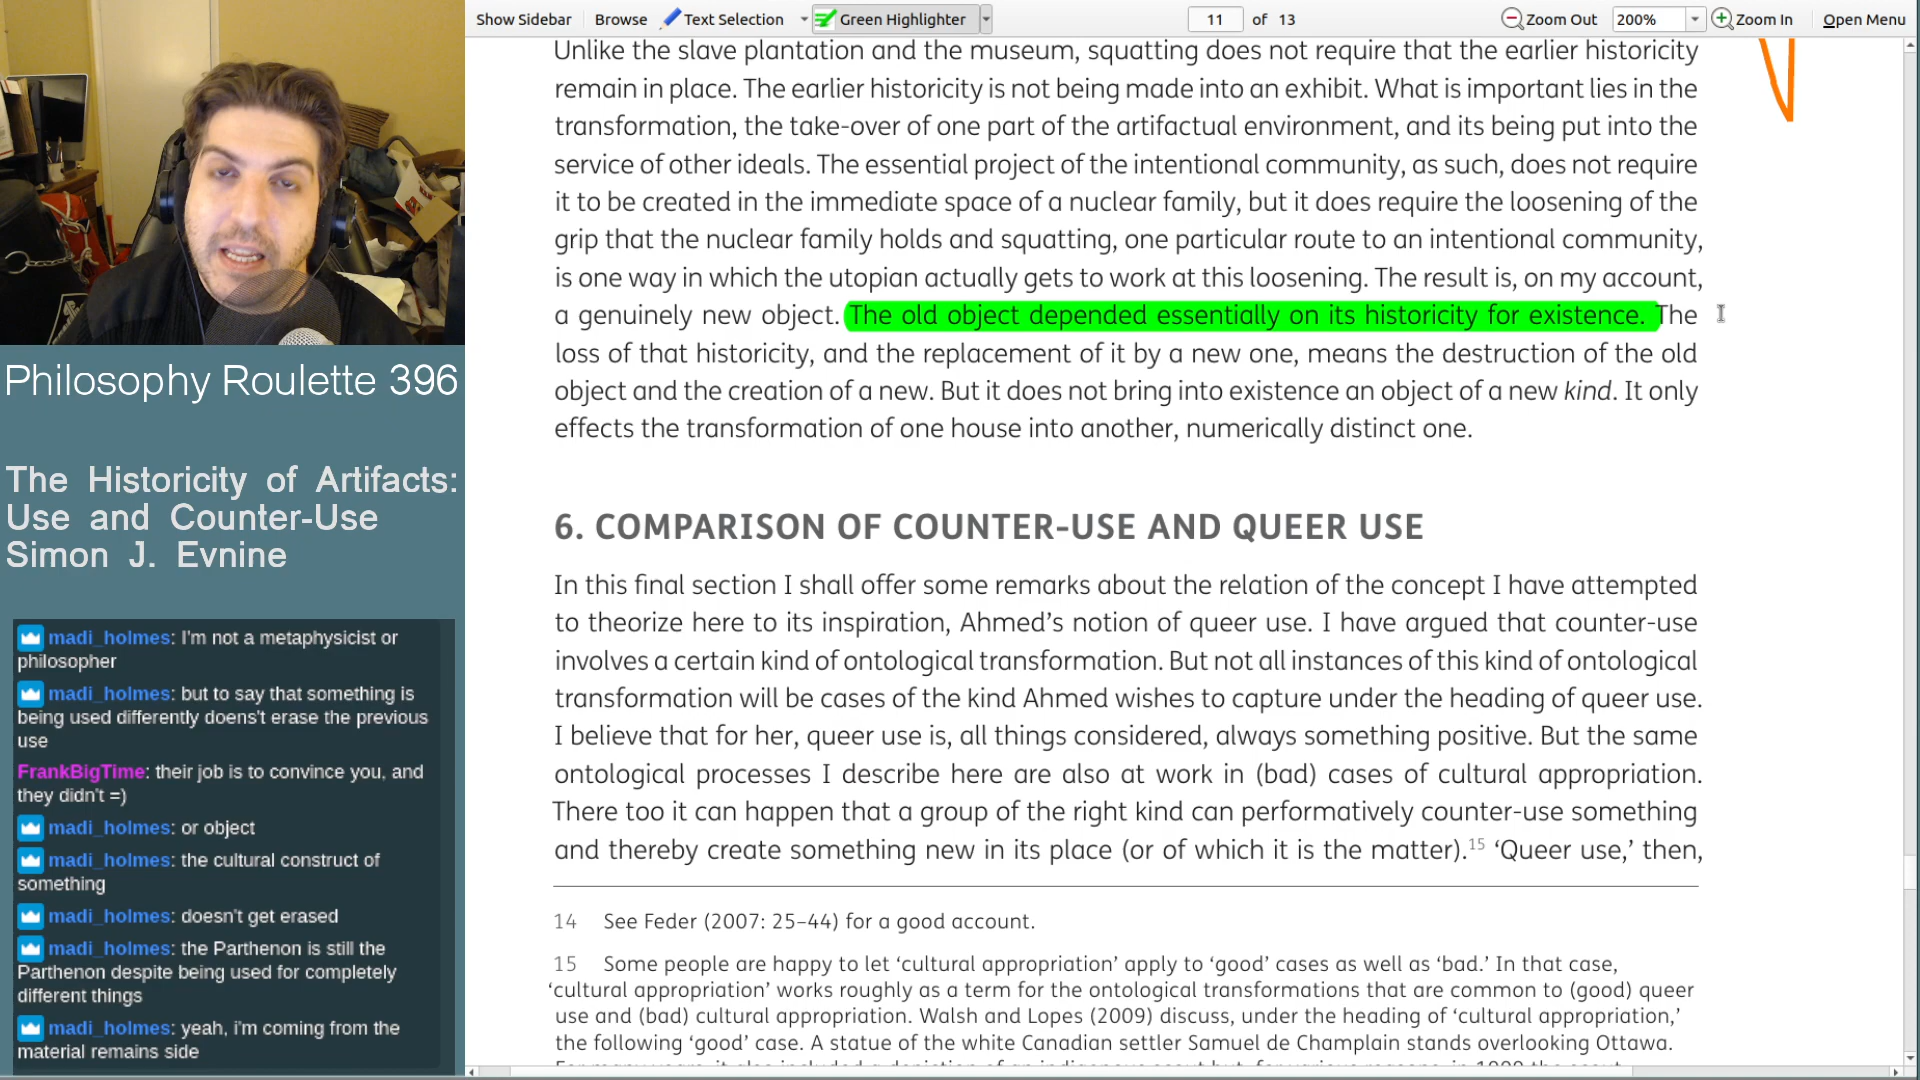 Show Sidebar Browse Text Selection Green Highlighter 11 of 13 Zoom Out 200% Zoom In Open Menu
Unlike the slave plantation and the museum, squatting does not require that the earlier historicity
remain in place. The earlier historicity is not being made into an exhibit. What is important lies in the
transformation, the take-over of one part of the artifactual environment, and its being put into the
service of other ideals. The essential project of the intentional community, as such, does not require
it to be created in the immediate space of a nuclear family, but it does require the loosening of the
grip that the nuclear family holds and squatting, one particular route to an intentional community,
is one way in which the utopian actually gets to work at this loosening. The result is, on my account,
a genuinely new object. The old object depended essentially on its historicity for existence. The
loss of that historicity, and the replacement of it by a new one, means the destruction of the old
object and the creation of a new. But it does not bring into existence an object of a new kind. It only
effects the transformation of one house into another, numerically distinct one.
6. COMPARISON OF COUNTER-USE AND QUEER USE
In this final section I shall offer some remarks about the relation of the concept I have attempted
to theorize here to its inspiration, Ahmed's notion of queer use. I have argued that counter-use
involves a certain kind of ontological transformation. But not all instances of this kind of ontological
transformation will be cases of the kind Ahmed wishes to capture under the heading of queer use.
I believe that for her, queer use is, all things considered, always something positive. But the same
ontological processes I describe here are also at work in (bad) cases of cultural appropriation.
There too it can happen that a group of the right kind can performatively counter-use something
and thereby create something new in its place (or of which it is the matter).15 'Queer use,' then,
14 See Feder (2007: 25–44) for a good account.
15 Some people are happy to let 'cultural appropriation' apply to 'good' cases as well as 'bad.' In that case,
'cultural appropriation' works roughly as a term for the ontological transformations that are common to (good) queer
use and (bad) cultural appropriation. Walsh and Lopes (2009) discuss, under the heading of 'cultural appropriation,'
the following 'good' case. A statue of the white Canadian settler Samuel de Champlain stands overlooking Ottawa.
Philosophy Roulette 396
The Historicity of Artifacts:
Use and Counter-Use
Simon J. Evnine
madi_holmes: I'm not a metaphysicist or
philosopher
madi_holmes: but to say that something is
being used differently doens't erase the previous
use
FrankBigTime: their job is to convince you, and
they didn't =)
madi_holmes: or object
madi_holmes: the cultural construct of
something
madi_holmes: doesn't get erased
madi_holmes: the Parthenon is still the
Parthenon despite being used for completely
different things
madi_holmes: yeah, i'm coming from the
material remains side